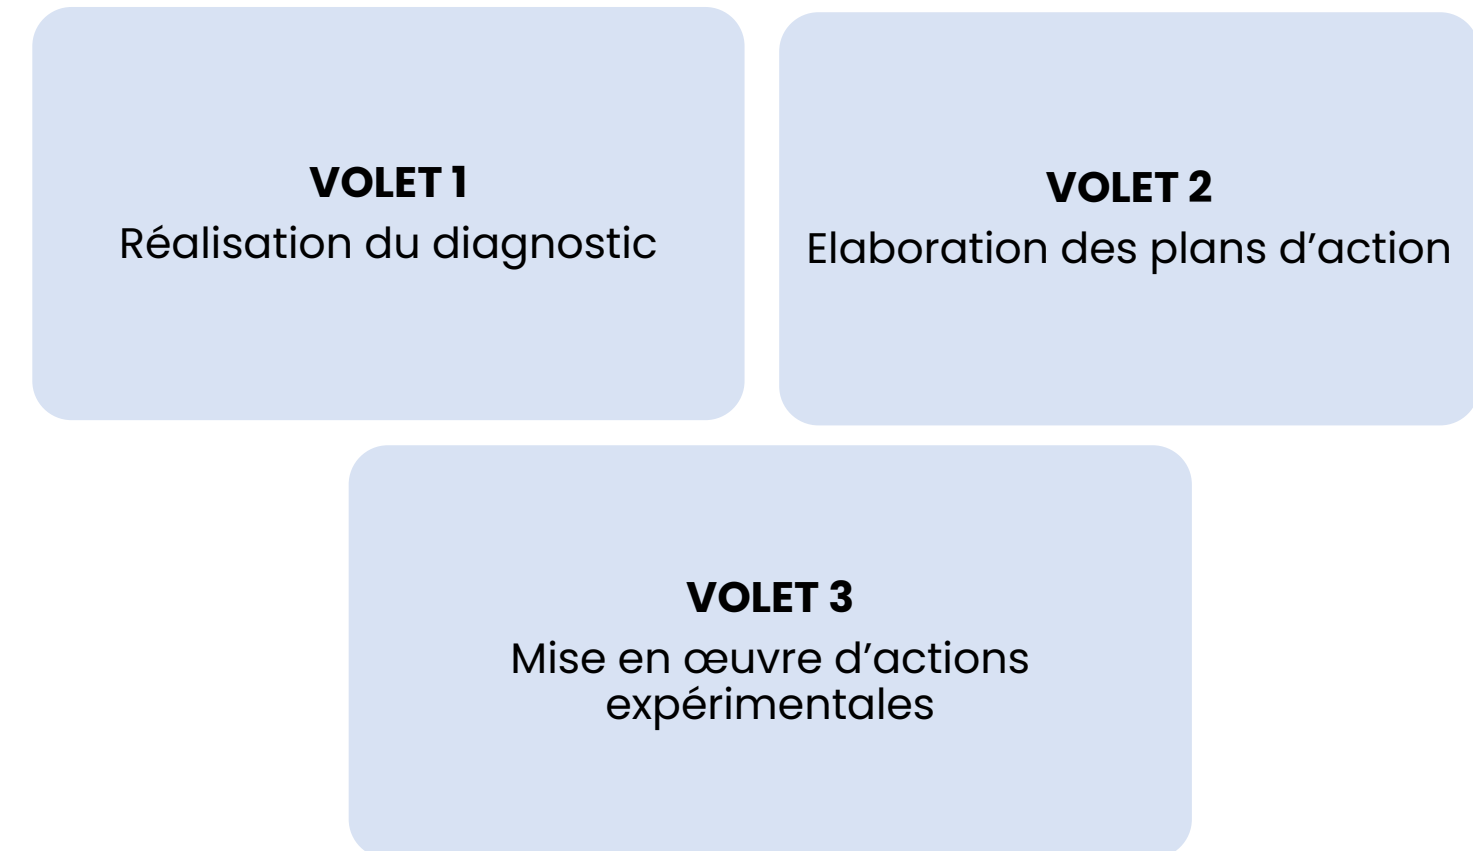 VOLET 1
Réalisation du diagnostic
VOLET 2
Elaboration des plans d’action
VOLET 3
Mise en œuvre d’actions
expérimentales